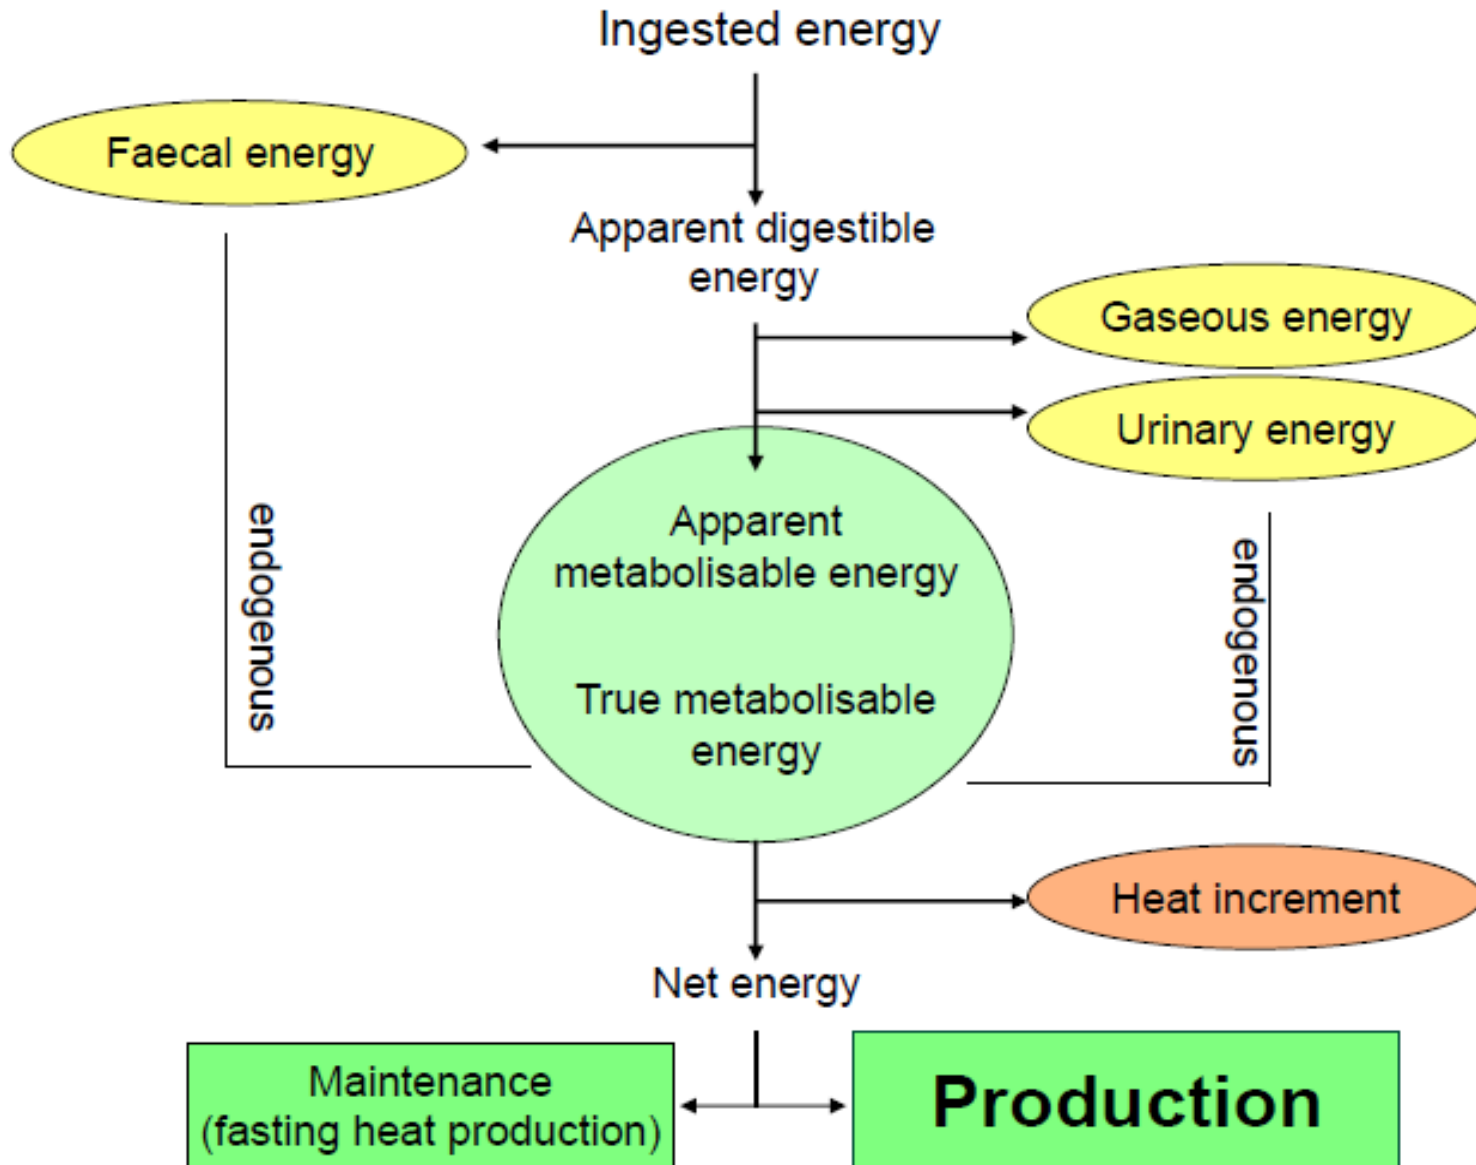 Ingested energy
Faecal energy
Apparent digestible
energy
Gaseous energy
Urinary energy
endogenous
Apparent
metabolisable energy
endogenous
True metabolisable
energy
Heat increment
Net energy
Maintenance
(fasting heat production)
Production